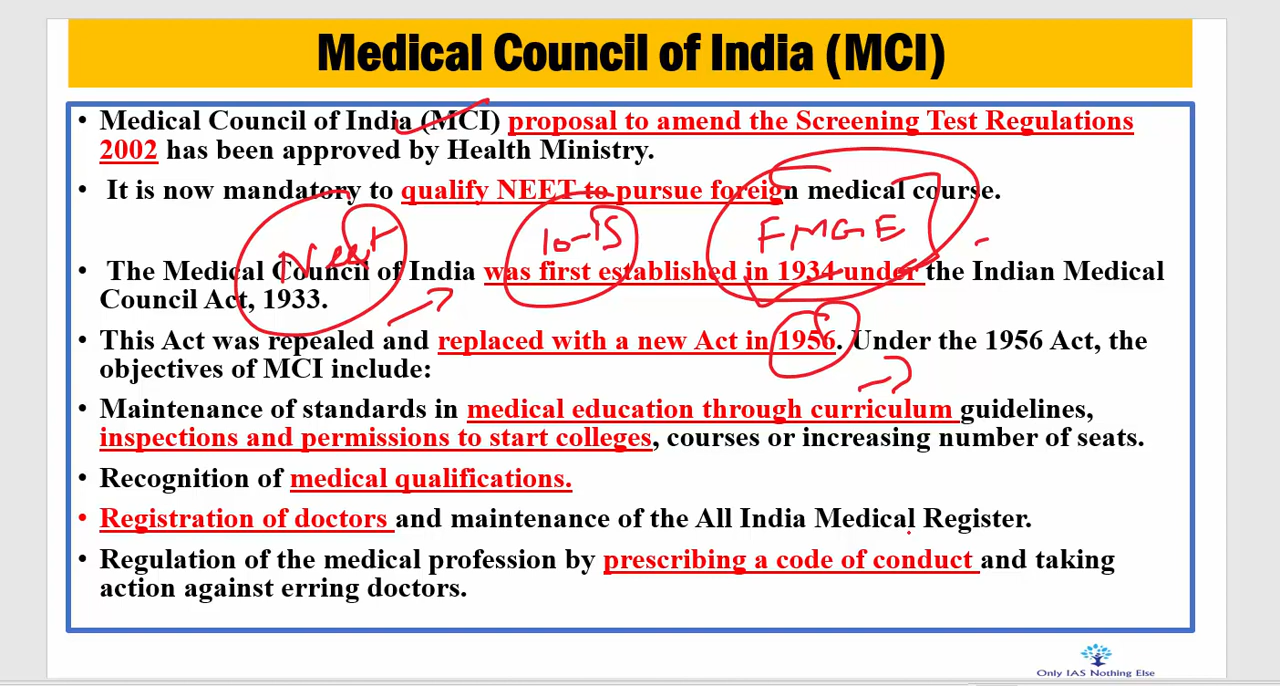 Medical Council of India (MCI)
• Medical Council of India (MCI) proposal to amend the Screening Test Regulations
2002 has been approved by Health Ministry.
• It is now mandatory to qualify NEET to pursue foreign medical course.
Neet 10-15 FMGE
• The Medical Council of India was first established in 1934 under the Indian Medical
Council Act, 1933.
• This Act was repealed and replaced with a new Act in 1956. Under the 1956 Act, the
objectives of MCI include:
• Maintenance of standards in medical education through curriculum guidelines,
inspections and permissions to start colleges, courses or increasing number of seats.
• Recognition of medical qualifications.
• Registration of doctors and maintenance of the All India Medical Register.
• Regulation of the medical profession by prescribing a code of conduct and taking
action against erring doctors.
Only IAS Nothing Else